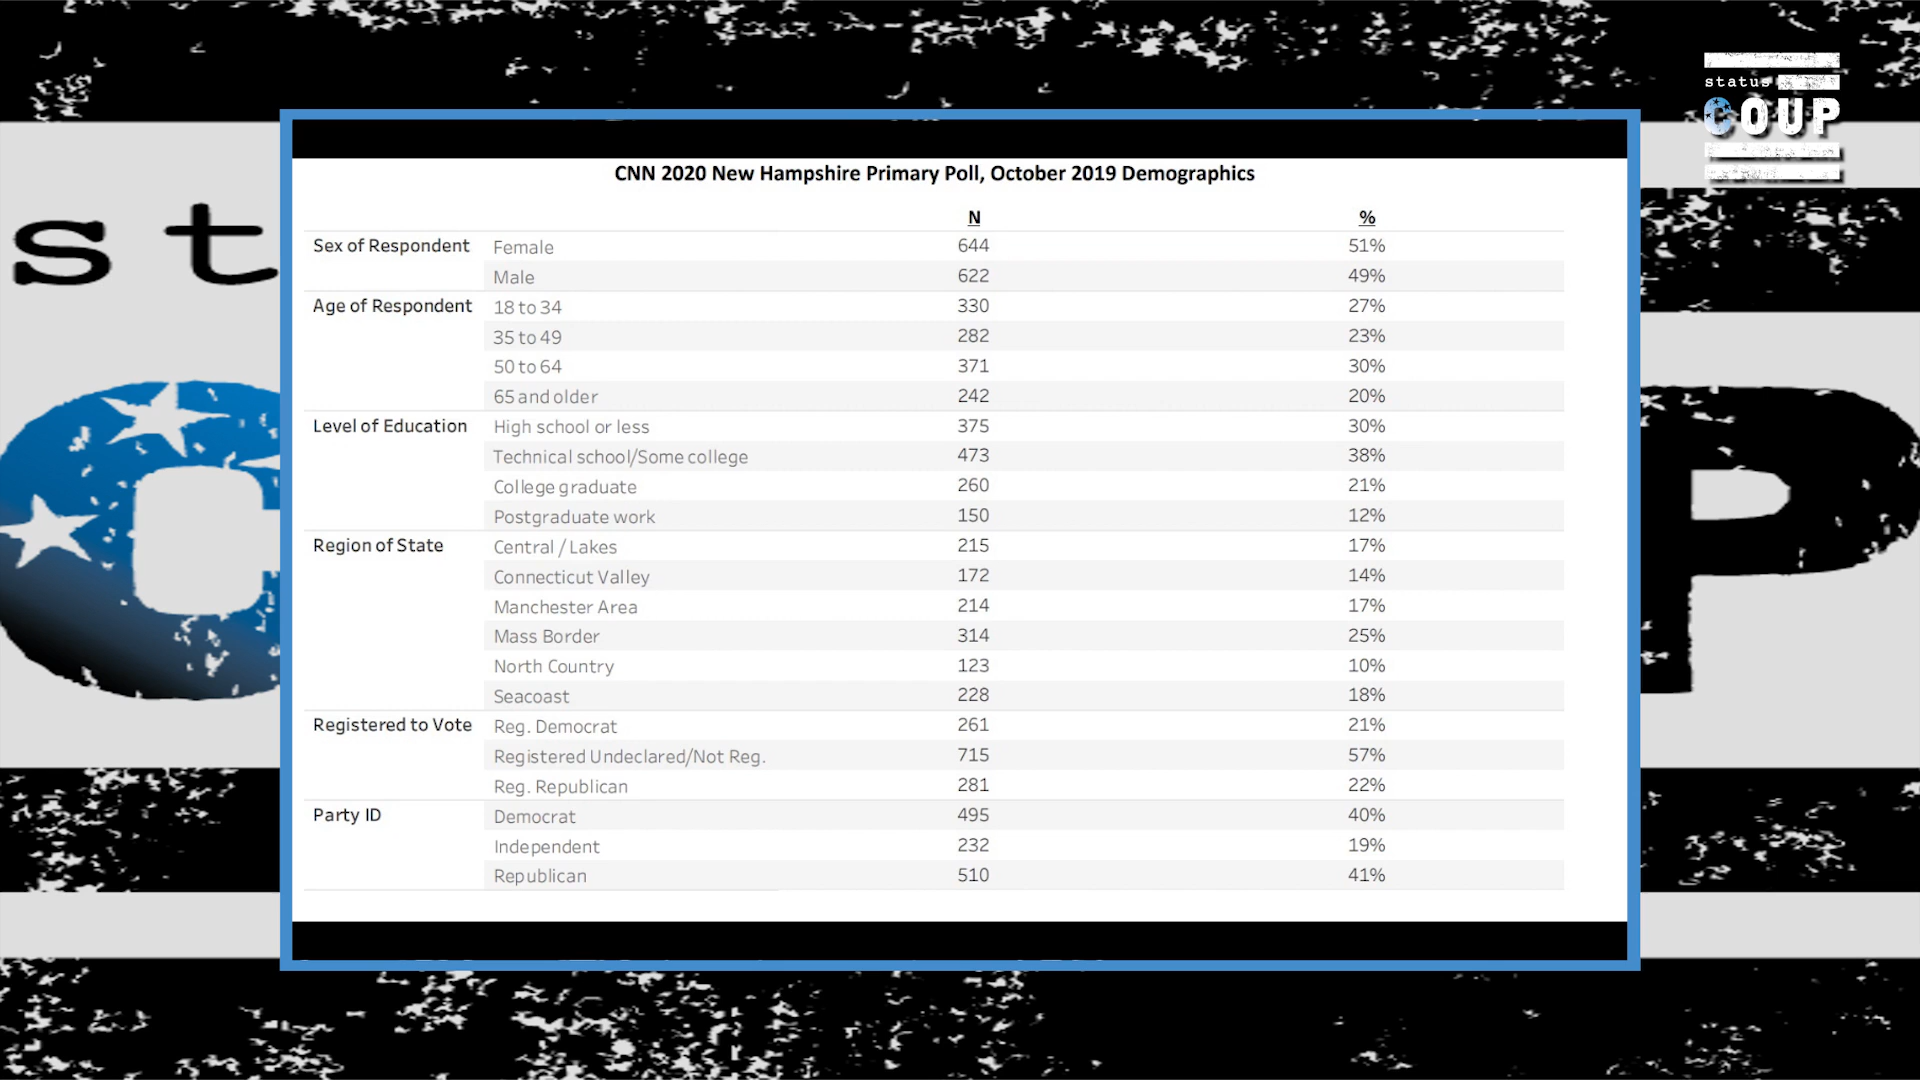 status
COUP
st
C
P
CNN 2020 New Hampshire Primary Poll, October 2019 Demographics
N %
Sex of Respondent Female 644 51%
Male 622 49%
Age of Respondent 18 to 34 330 27%
35 to 49 282 23%
50 to 64 371 30%
65 and older 242 20%
Level of Education High school or less 375 30%
Technical school/Some college 473 38%
College graduate 260 21%
Postgraduate work 150 12%
Region of State Central / Lakes 215 17%
Connecticut Valley 172 14%
Manchester Area 214 17%
Mass Border 314 25%
North Country 123 10%
Seacoast 228 18%
Registered to Vote Reg. Democrat 261 21%
Registered Undeclared/Not Reg. 715 57%
Reg. Republican 281 22%
Party ID Democrat 495 40%
Independent 232 19%
Republican 510 41%